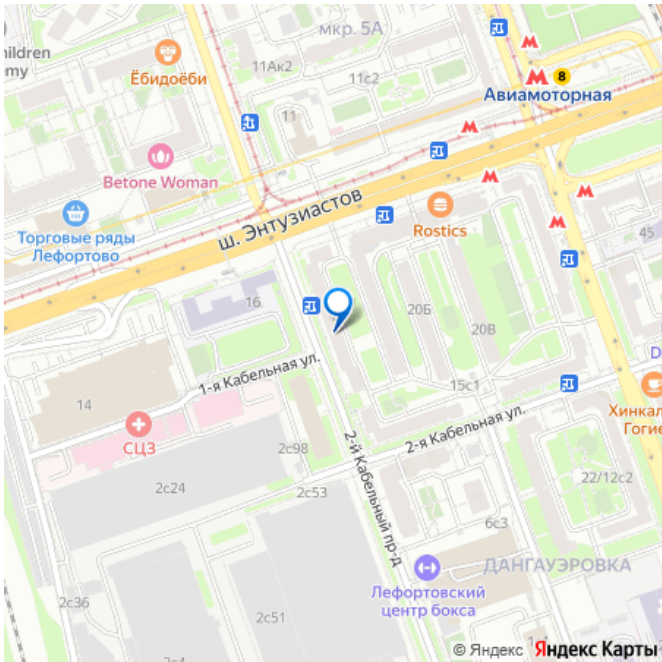 hildren
my
мкр. 5А
Ёбидоёби
11Ак2
11с2
8
Авиамоторная
11
Betone Woman
ш. Энтузиастов
Торговые ряды
Лефортово
Rostics
45
16
20Б
20В
D
1-я Кабельная ул.
15с1
14
Хинкал
Гогие
СЦЗ
2с98
2-я Кабельная ул.
2с24
2с53
2-й Кабельный пр-д
22/12с2
6с3
ДАНГАУЭРОВКА
Лефортовский
центр бокса
2с36
2с51
2с4
© Яндекс Яндекс Карты